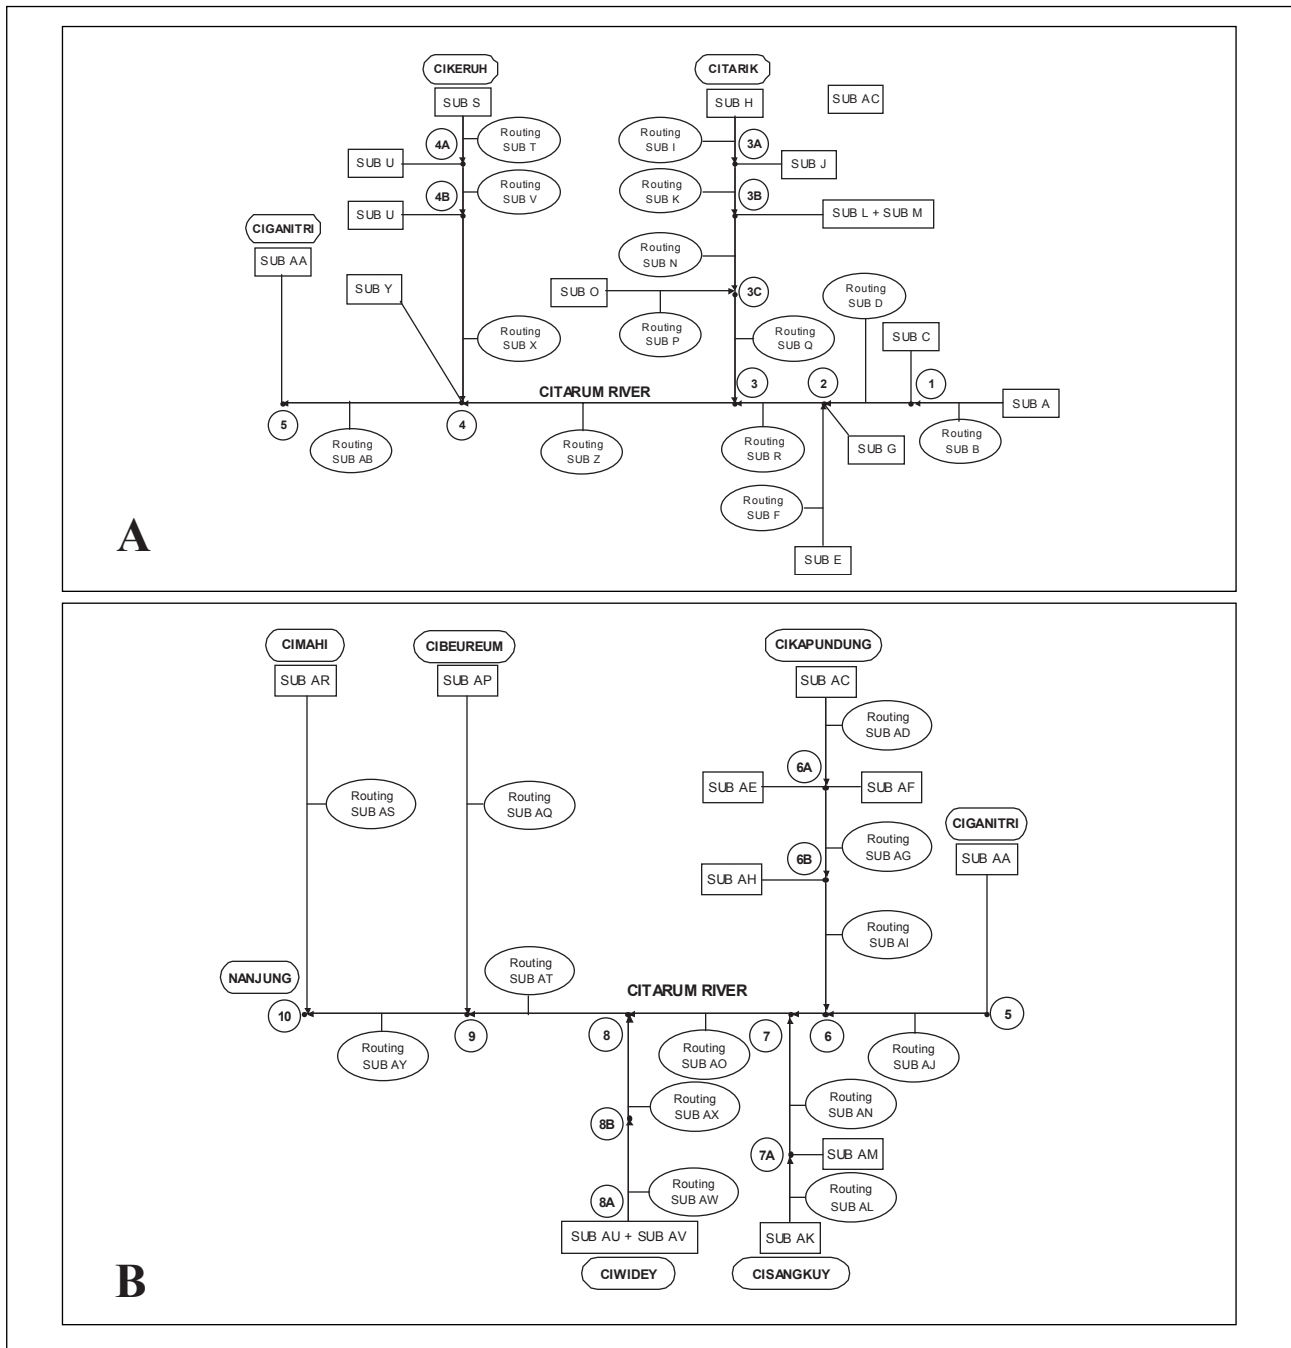 CIKERUH
CITARIK
SUB S
SUB H
SUB AC
4A
Routing
SUB T
Routing
SUB I
3A
SUB U
SUB J
4B
Routing
SUB V
Routing
SUB K
3B
SUB U
SUB L + SUB M
CIGANITRI
SUB AA
Routing
SUB N
SUB Y
SUB O
3C
Routing
SUB D
Routing
SUB X
Routing
SUB P
Routing
SUB Q
SUB C
CITARUM RIVER
3
2
1
SUB A
5
4
Routing
SUB AB
Routing
SUB Z
Routing
SUB R
SUB G
Routing
SUB B
Routing
SUB F
SUB E
A
CIMAHI
CIBEUREUM
CIKAPUNDUNG
SUB AR
SUB AP
SUB AC
Routing
SUB AD
6A
SUB AE
SUB AF
Routing
SUB AS
Routing
SUB AQ
CIGANITRI
6B
Routing
SUB AG
SUB AA
SUB AH
Routing
SUB AI
NANJUNG
Routing
SUB AT
CITARUM RIVER
10
9
8
7
6
5
Routing
SUB AY
Routing
SUB AO
Routing
SUB AJ
8B
Routing
SUB AX
Routing
SUB AN
7A
SUB AM
8A
Routing
SUB AW
Routing
SUB AL
SUB AU + SUB AV
SUB AK
CIWIDEY
CISANGKUY
B